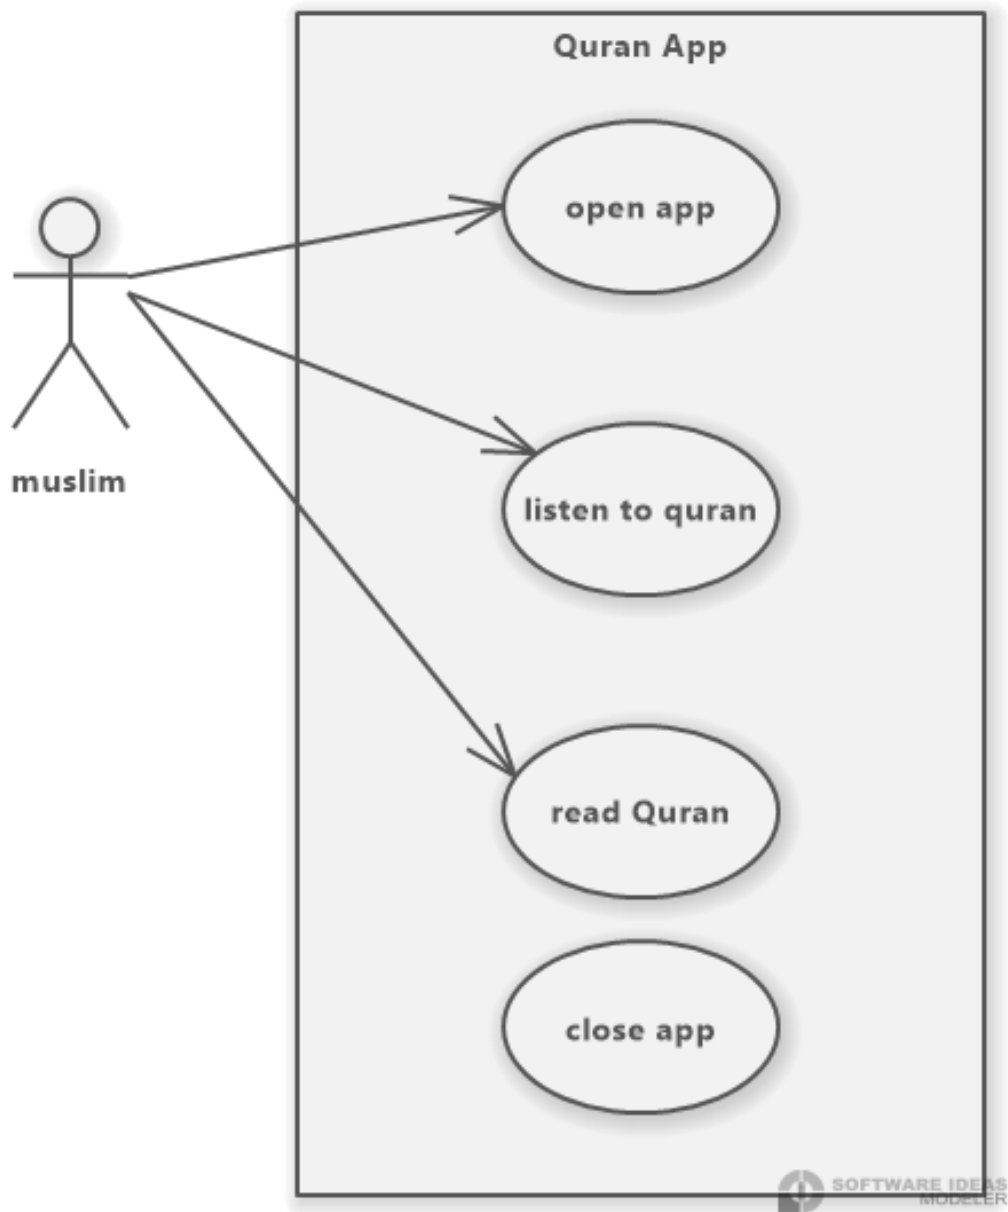 Quran App
open app
muslim
listen to quran
read Quran
close app
SOFTWARE IDEAS
MODELER